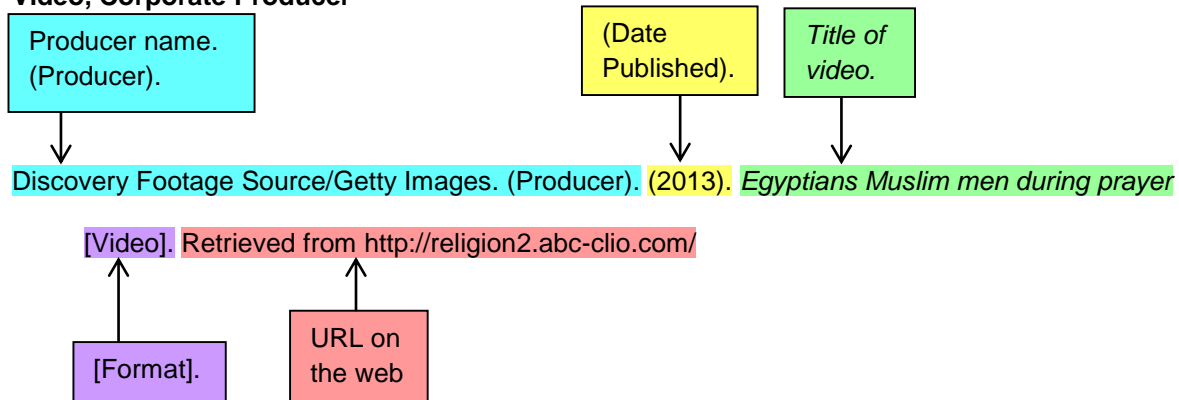 Video, Corporate Producer
Producer name.
(Producer).
(Date
Published).
Title of
video.
Discovery Footage Source/Getty Images. (Producer). (2013). Egyptians Muslim men during prayer
[Video]. Retrieved from http://religion2.abc-clio.com/
[Format].
URL on
the web